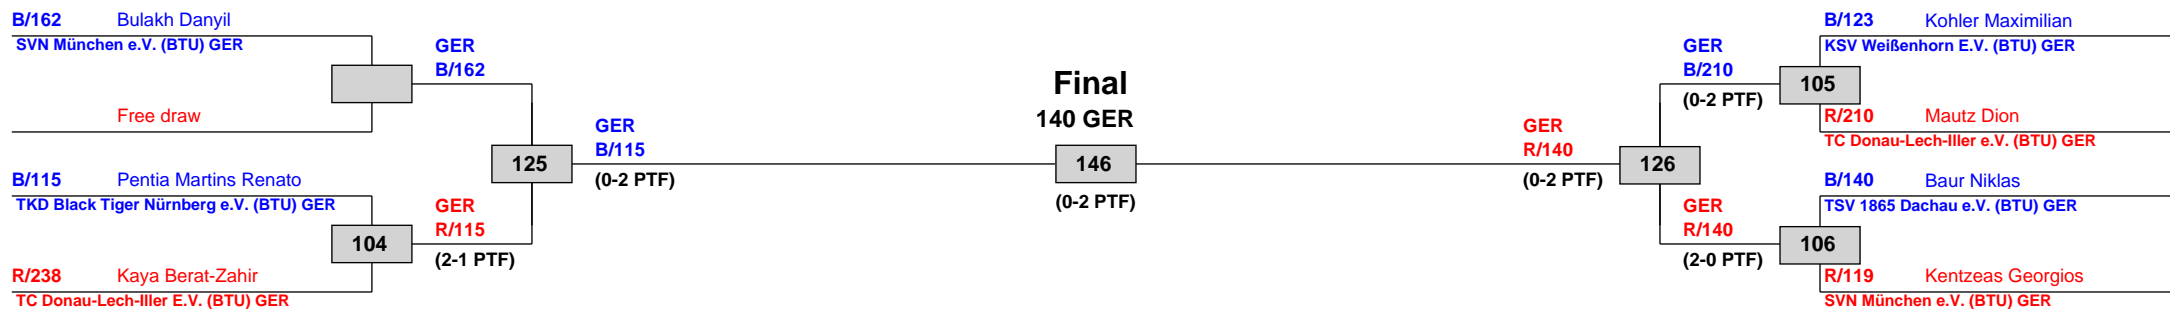 B/162 Bulakh Danyil
SVN München e.V. (BTU) GER
Free draw
B/115 Pentia Martins Renato
TKD Black Tiger Nürnberg e.V. (BTU) GER
R/238 Kaya Berat-Zahir
TC Donau-Lech-Iller E.V. (BTU) GER
GER
B/162
104
GER
R/115
(2-1 PTF)
125
GER
B/115
(0-2 PTF)
Final
140 GER
146
(0-2 PTF)
GER
R/140
(0-2 PTF)
126
GER
B/210
(0-2 PTF)
GER
R/140
(2-0 PTF)
105
106
B/123 Kohler Maximilian
KSV Weißenhorn E.V. (BTU) GER
R/210 Mautz Dion
TC Donau-Lech-Iller e.V. (BTU) GER
B/140 Baur Niklas
TSV 1865 Dachau e.V. (BTU) GER
R/119 Kentzeas Georgios
SVN München e.V. (BTU) GER